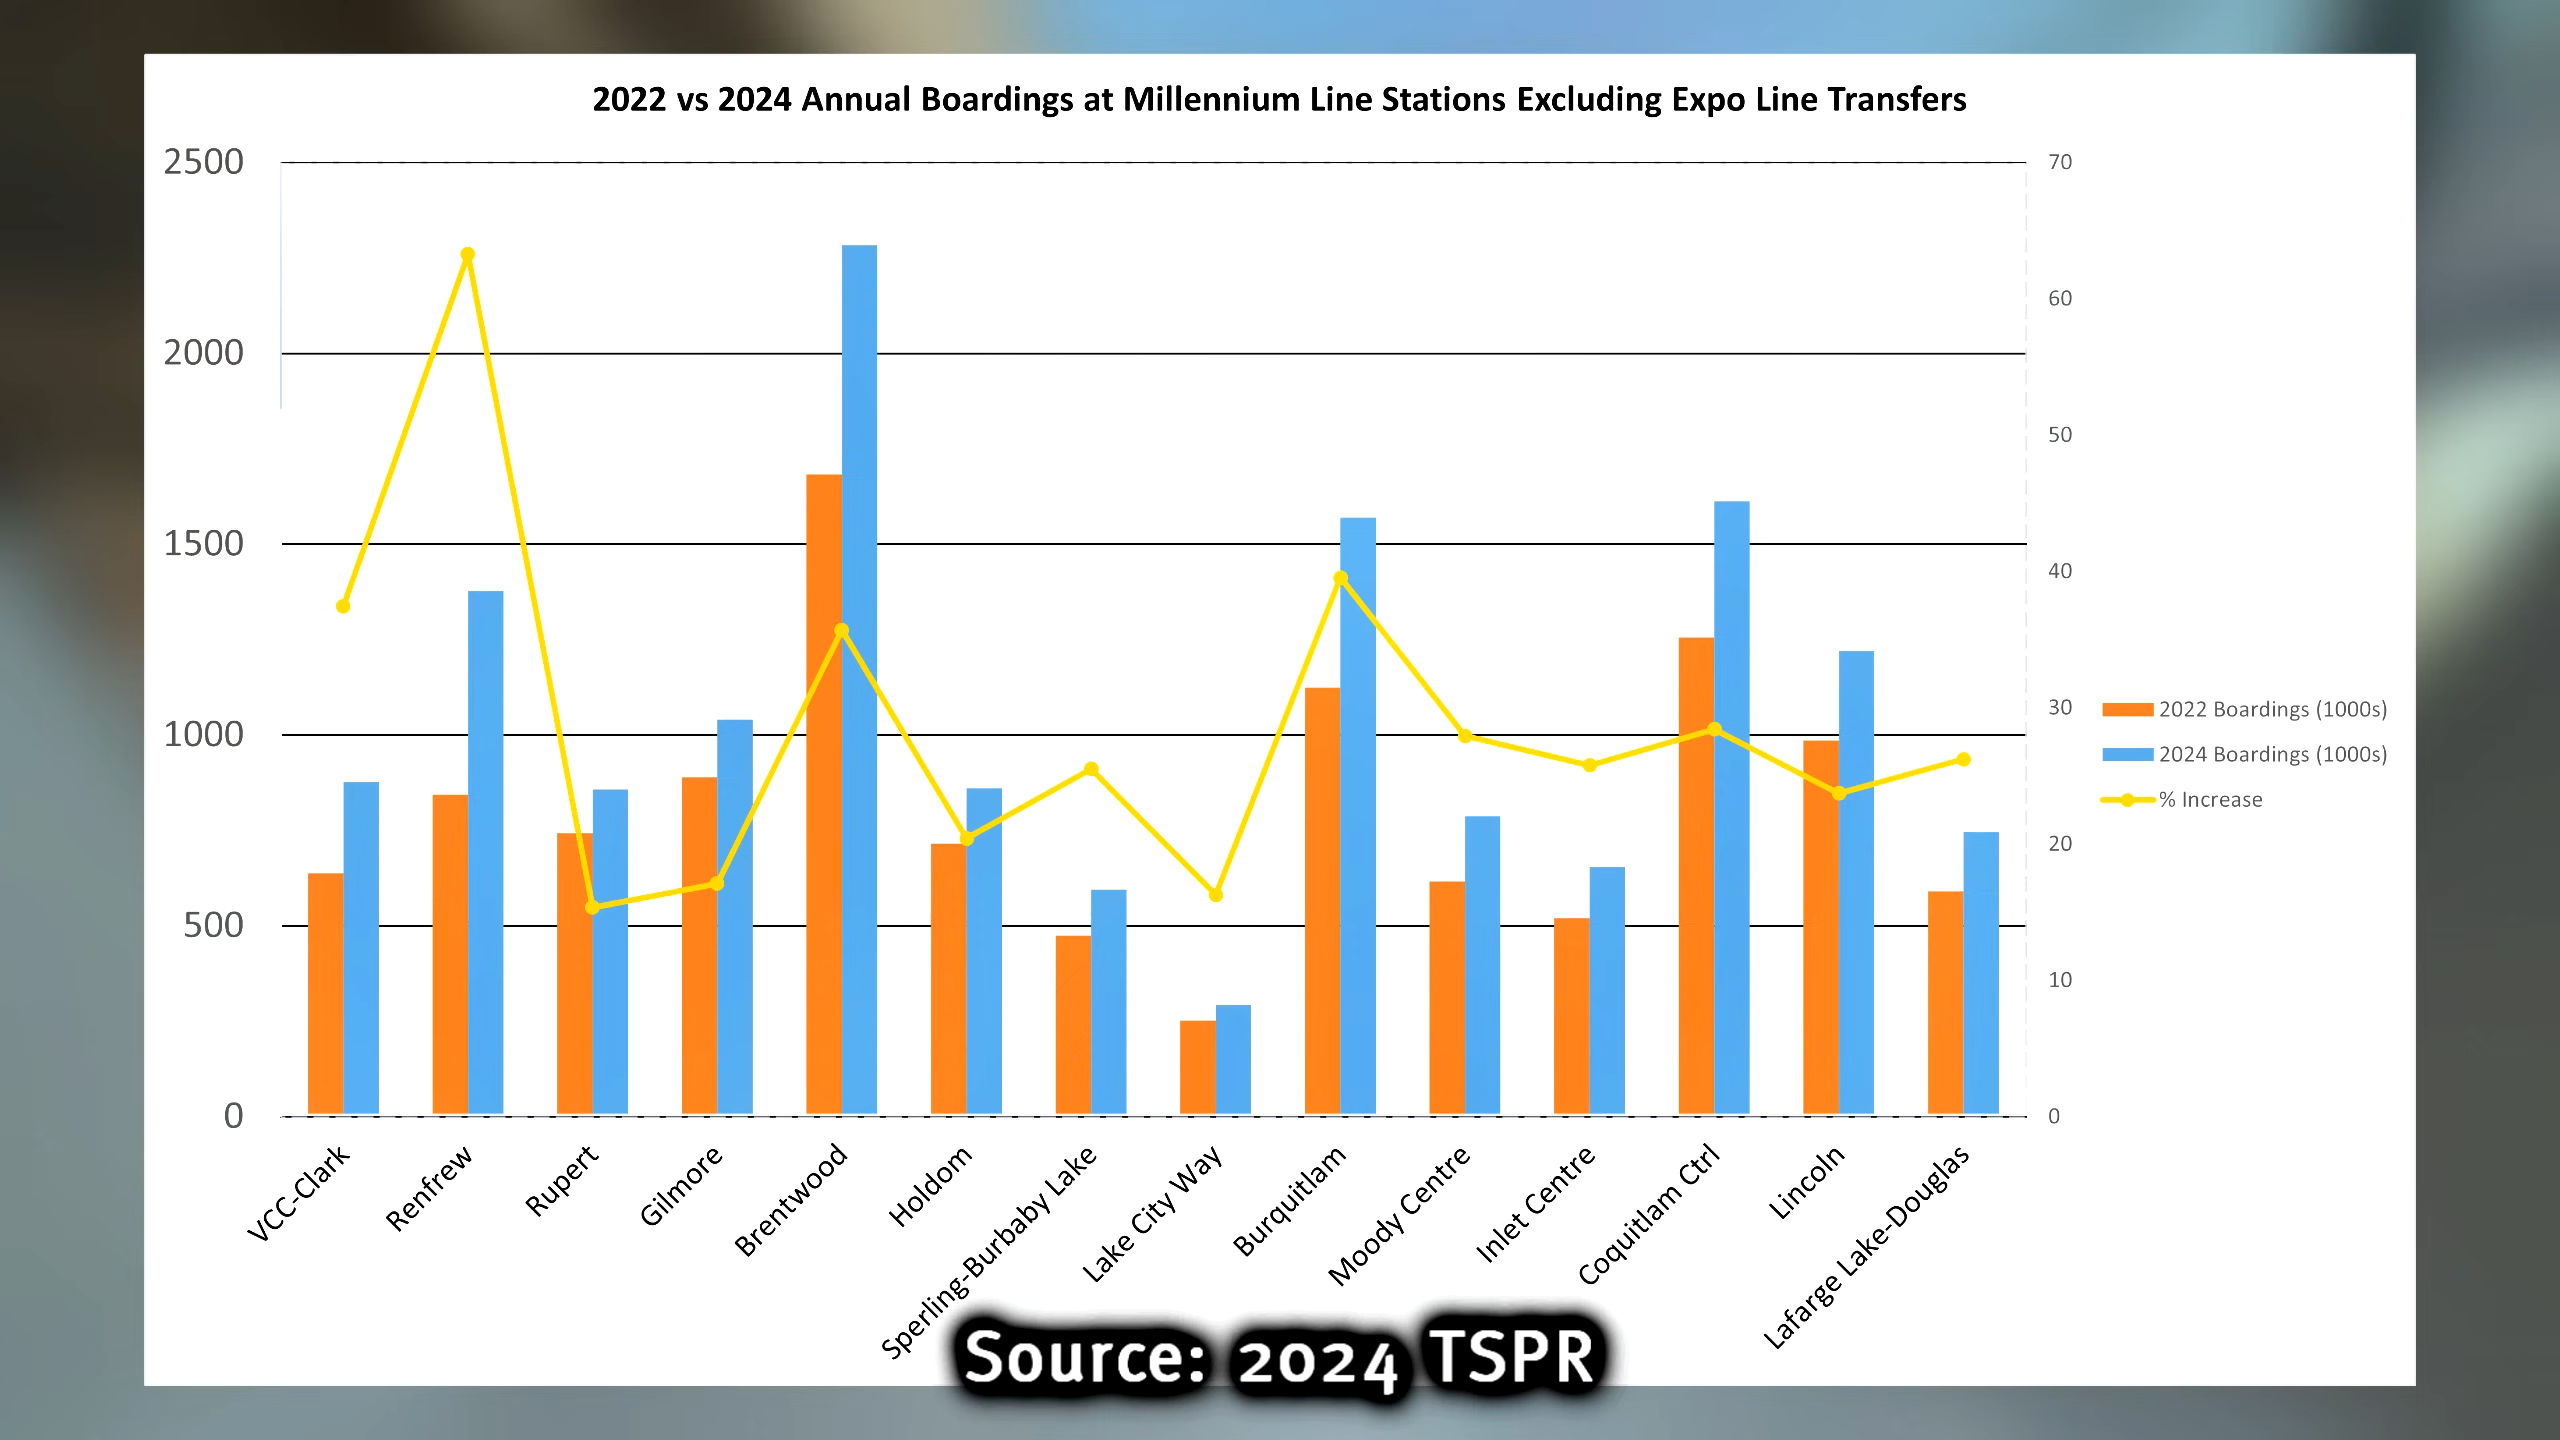 2022 vs 2024 Annual Boardings at Millennium Line Stations Excluding Expo Line Transfers
2500
2000
1500
1000
500
0
70
60
50
40
30
20
10
0
2022 Boardings (1000s)
2024 Boardings (1000s)
% Increase
VCC-Clark
Renfrew
Rupert
Gilmore
Brentwood
Holdom
Sperling-Burbaby Lake
Lake City Way
Burquitlam
Moody Centre
Inlet Centre
Coquitlam Ctrl
Lincoln
Lafarge Lake-Douglas
Source: 2024 TSPR